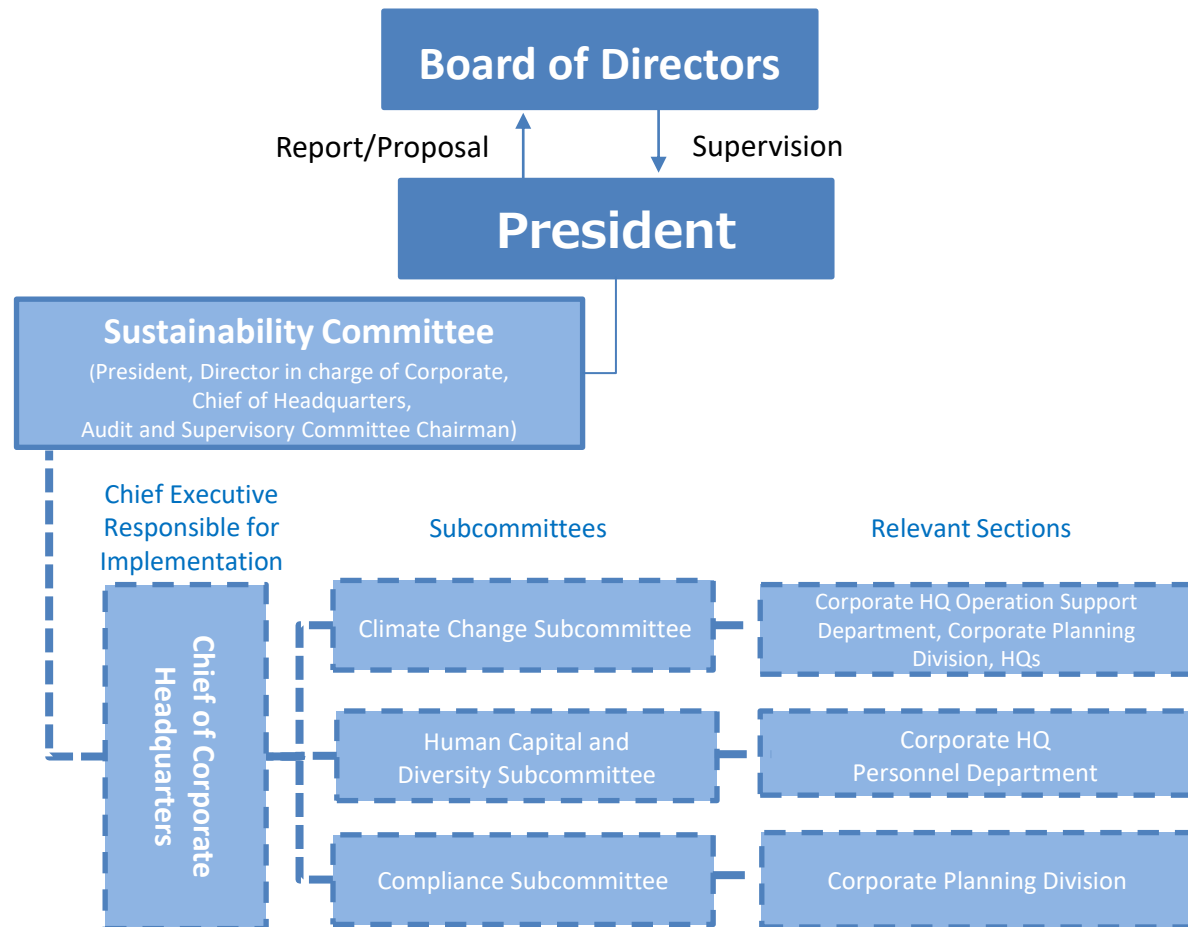 Board of Directors
Report/Proposal
Supervision
President
Sustainability Committee
(President, Director in charge of Corporate,
Chief of Headquarters,
Audit and Supervisory Committee Chairman)
Chief Executive
Responsible for
Implementation
Subcommittees
Relevant Sections
Chief of Corporate
Headquarters
Climate Change Subcommittee
Corporate HQ Operation Support
Department, Corporate Planning
Division, HQs
Human Capital and
Diversity Subcommittee
Corporate HQ
Personnel Department
Compliance Subcommittee
Corporate Planning Division